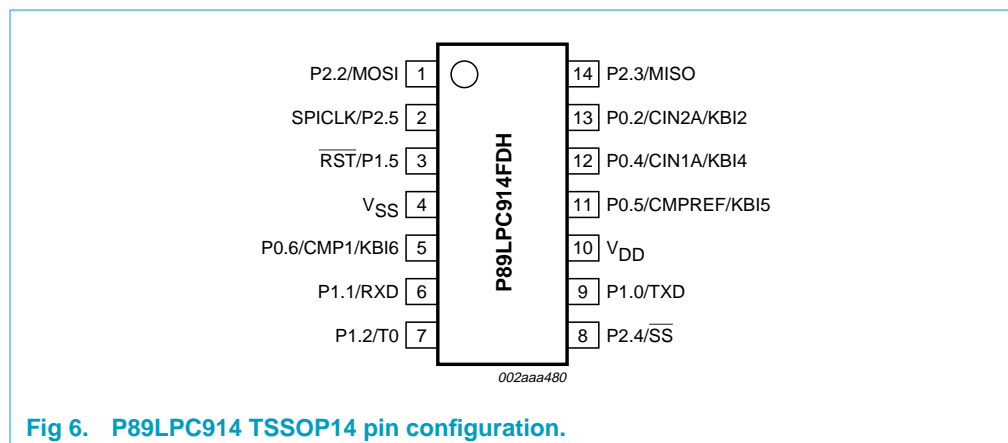 P2.2/MOSI 1 14 P2.3/MISO
SPICLK/P2.5 2 13 P0.2/CIN2A/KBI2
RST/P1.5 3 12 P0.4/CIN1A/KBI4
VSS 4 11 P0.5/CMPREF/KBI5
P0.6/CMP1/KBI6 5 10 VDD
P1.1/RXD 6 9 P1.0/TXD
P1.2/T0 7 8 P2.4/SS
P89LPC914FDH
002aaa480
Fig 6. P89LPC914 TSSOP14 pin configuration.